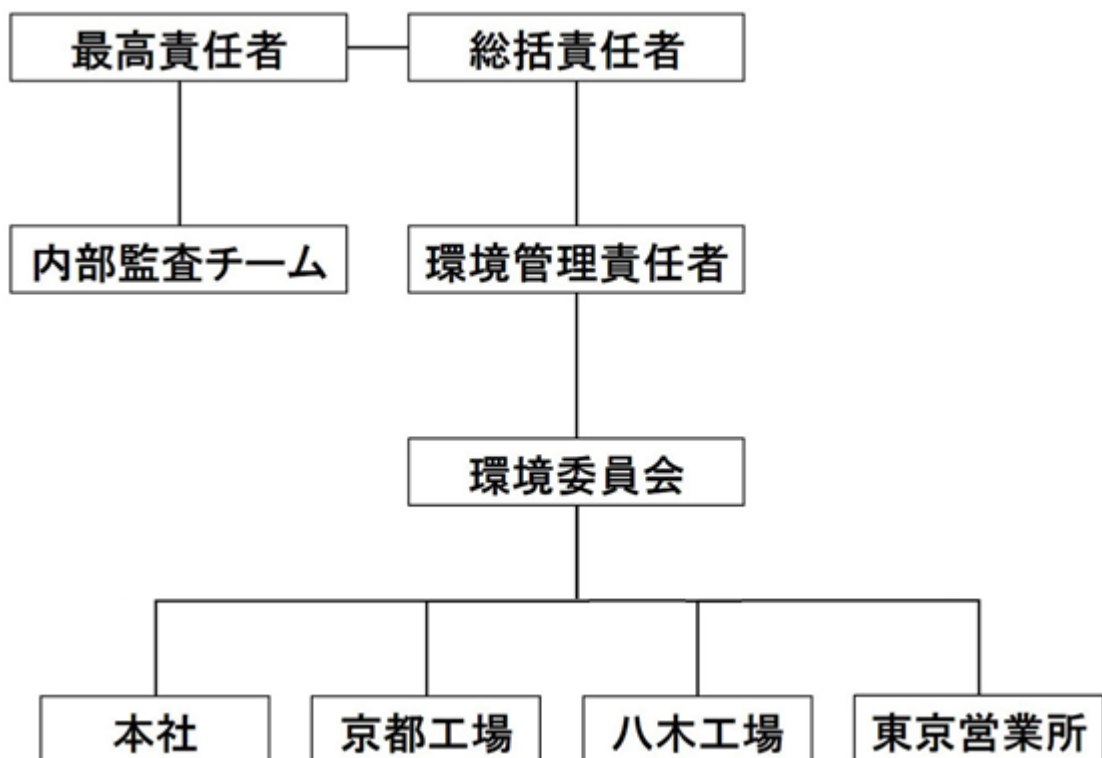 最高責任者
総括責任者
内部監査チーム
環境管理責任者
環境委員会
本社
京都工場
八木工場
東京営業所